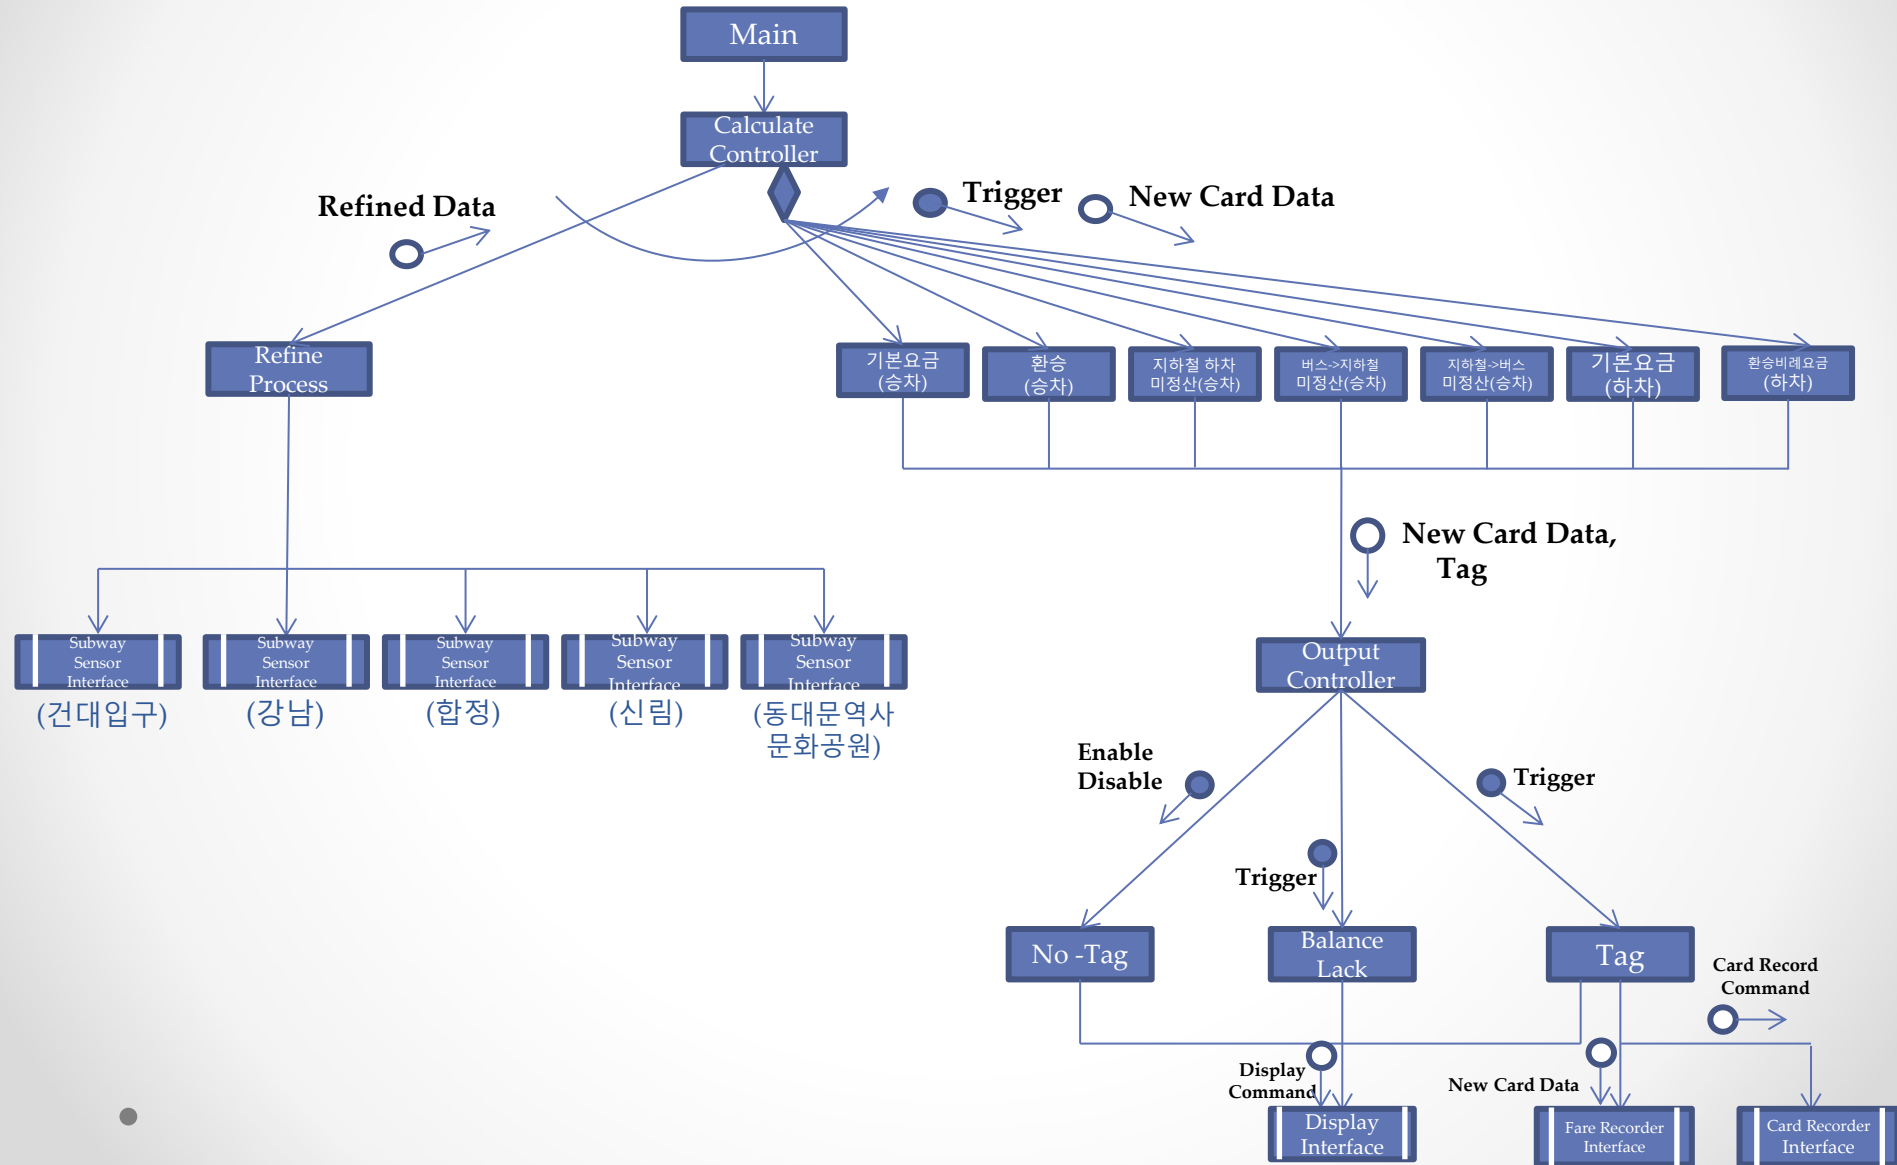 Main
Calculate
Controller
Refined Data
Trigger
New Card Data
Refine
Process
기본요금
(승차)
환승
(승차)
지하철 하차
미정산(승차)
버스->지하철
미정산(승차)
지하철->버스
미정산(승차)
기본요금
(하차)
환승비례요금
(하차)
New Card Data,
Tag
Subway
Sensor
Interface
(건대입구)
Subway
Sensor
Interface
(강남)
Subway
Sensor
Interface
(합정)
Subway
Sensor
Interface
(신림)
Subway
Sensor
Interface
(동대문역사
문화공원)
Output
Controller
Enable
Disable
Trigger
Trigger
No -Tag
Balance
Lack
Tag
Card Record
Command
Display
Command
New Card Data
Display
Interface
Fare Recorder
Interface
Card Recorder
Interface